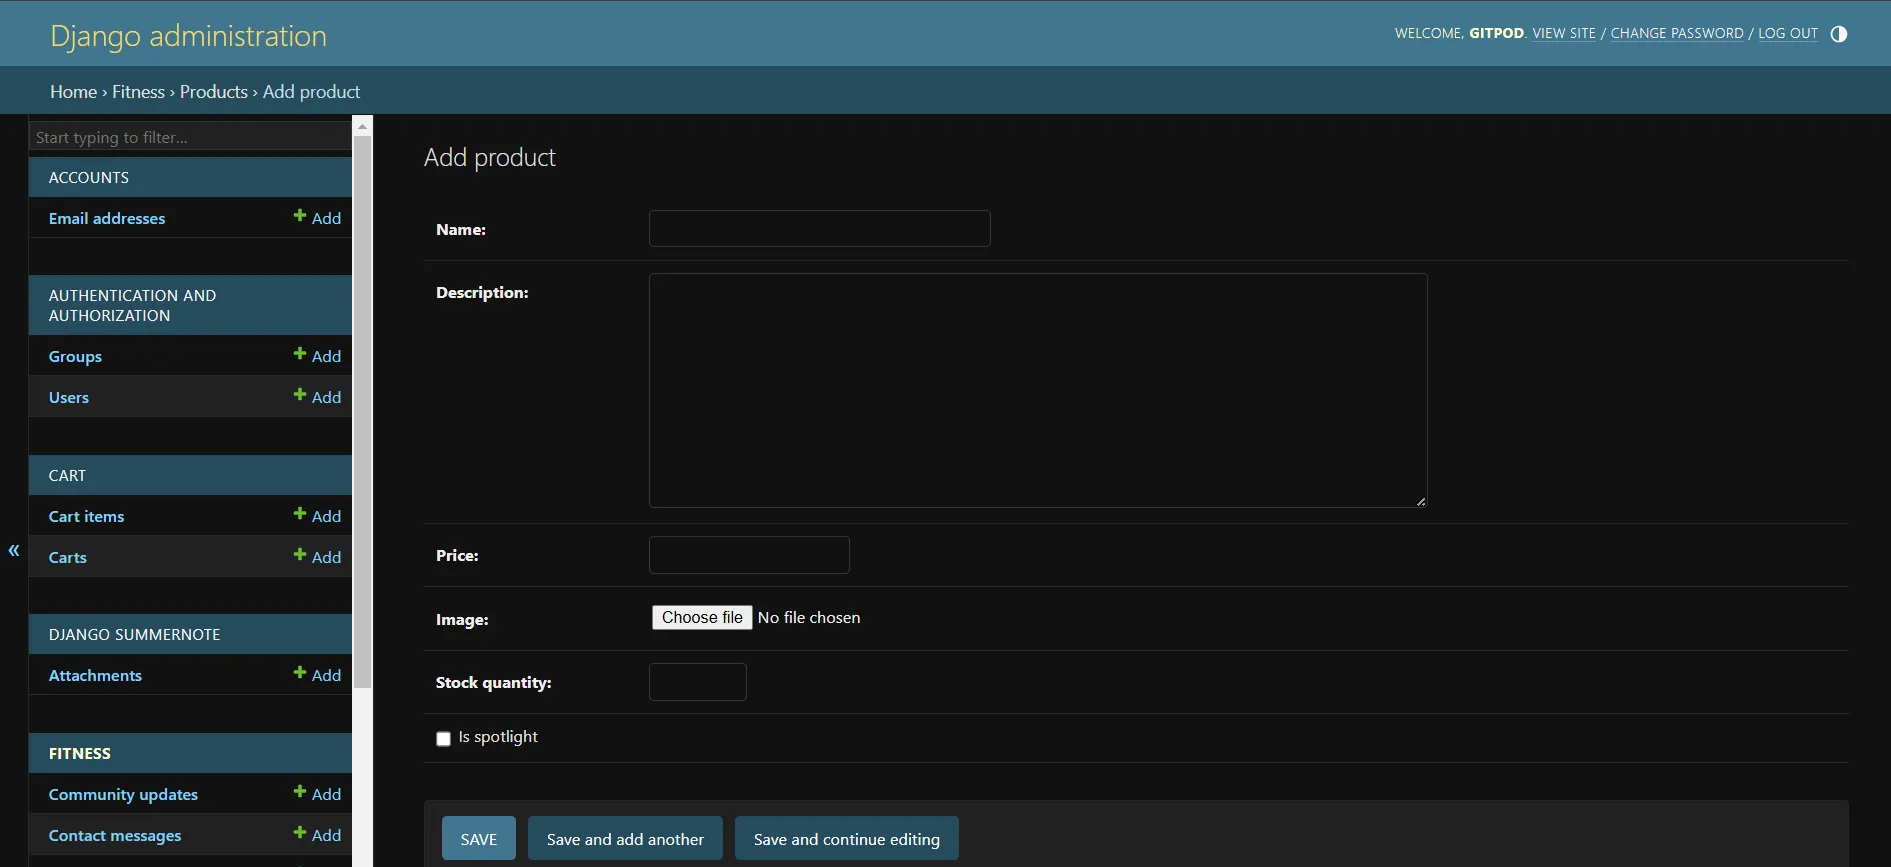 Django administration
WELCOME, GITPOD. VIEW SITE / CHANGE PASSWORD / LOG OUT
Home › Fitness › Products › Add product
Start typing to filter...
ACCOUNTS
Email addresses
Add
AUTHENTICATION AND
AUTHORIZATION
Groups
Add
Users
Add
CART
Cart items
Add
Carts
Add
DJANGO SUMMERNOTE
Attachments
Add
FITNESS
Community updates
Add
Contact messages
Add
«
Add product
Name:
Description:
Price:
Image:
Choose file No file chosen
Stock quantity:
Is spotlight
SAVE
Save and add another
Save and continue editing